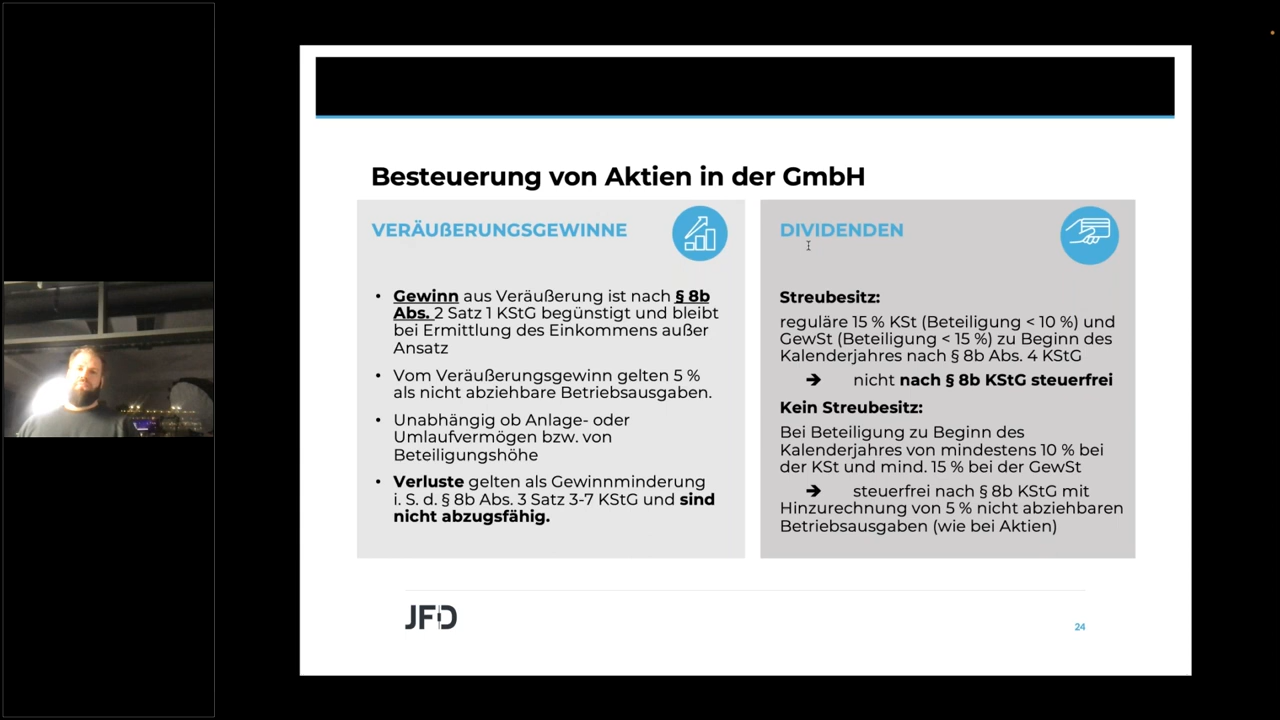 Besteuerung von Aktien in der GmbH
VERÄUßERUNGSGEWINNE
• Gewinn aus Veräußerung ist nach § 8b
Abs. 2 Satz 1 KStG begünstigt und bleibt
bei Ermittlung des Einkommens außer
Ansatz
• Vom Veräußerungsgewinn gelten 5 %
als nicht abziehbare Betriebsausgaben.
• Unabhängig ob Anlage- oder
Umlaufvermögen bzw. von
Beteiligungshöhe
• Verluste gelten als Gewinnminderung
i. S. d. § 8b Abs. 3 Satz 3-7 KStG und sind
nicht abzugsfähig.
DIVIDENDEN
Streubesitz:
reguläre 15 % KSt (Beteiligung < 10 %) und
GewSt (Beteiligung < 15 %) zu Beginn des
Kalenderjahres nach § 8b Abs. 4 KStG
➔ nicht nach § 8b KStG steuerfrei
Kein Streubesitz:
Bei Beteiligung zu Beginn des
Kalenderjahres von mindestens 10 % bei
der KSt und mind. 15 % bei der GewSt
➔ steuerfrei nach § 8b KStG mit
Hinzurechnung von 5 % nicht abziehbaren
Betriebsausgaben (wie bei Aktien)
JFD
24